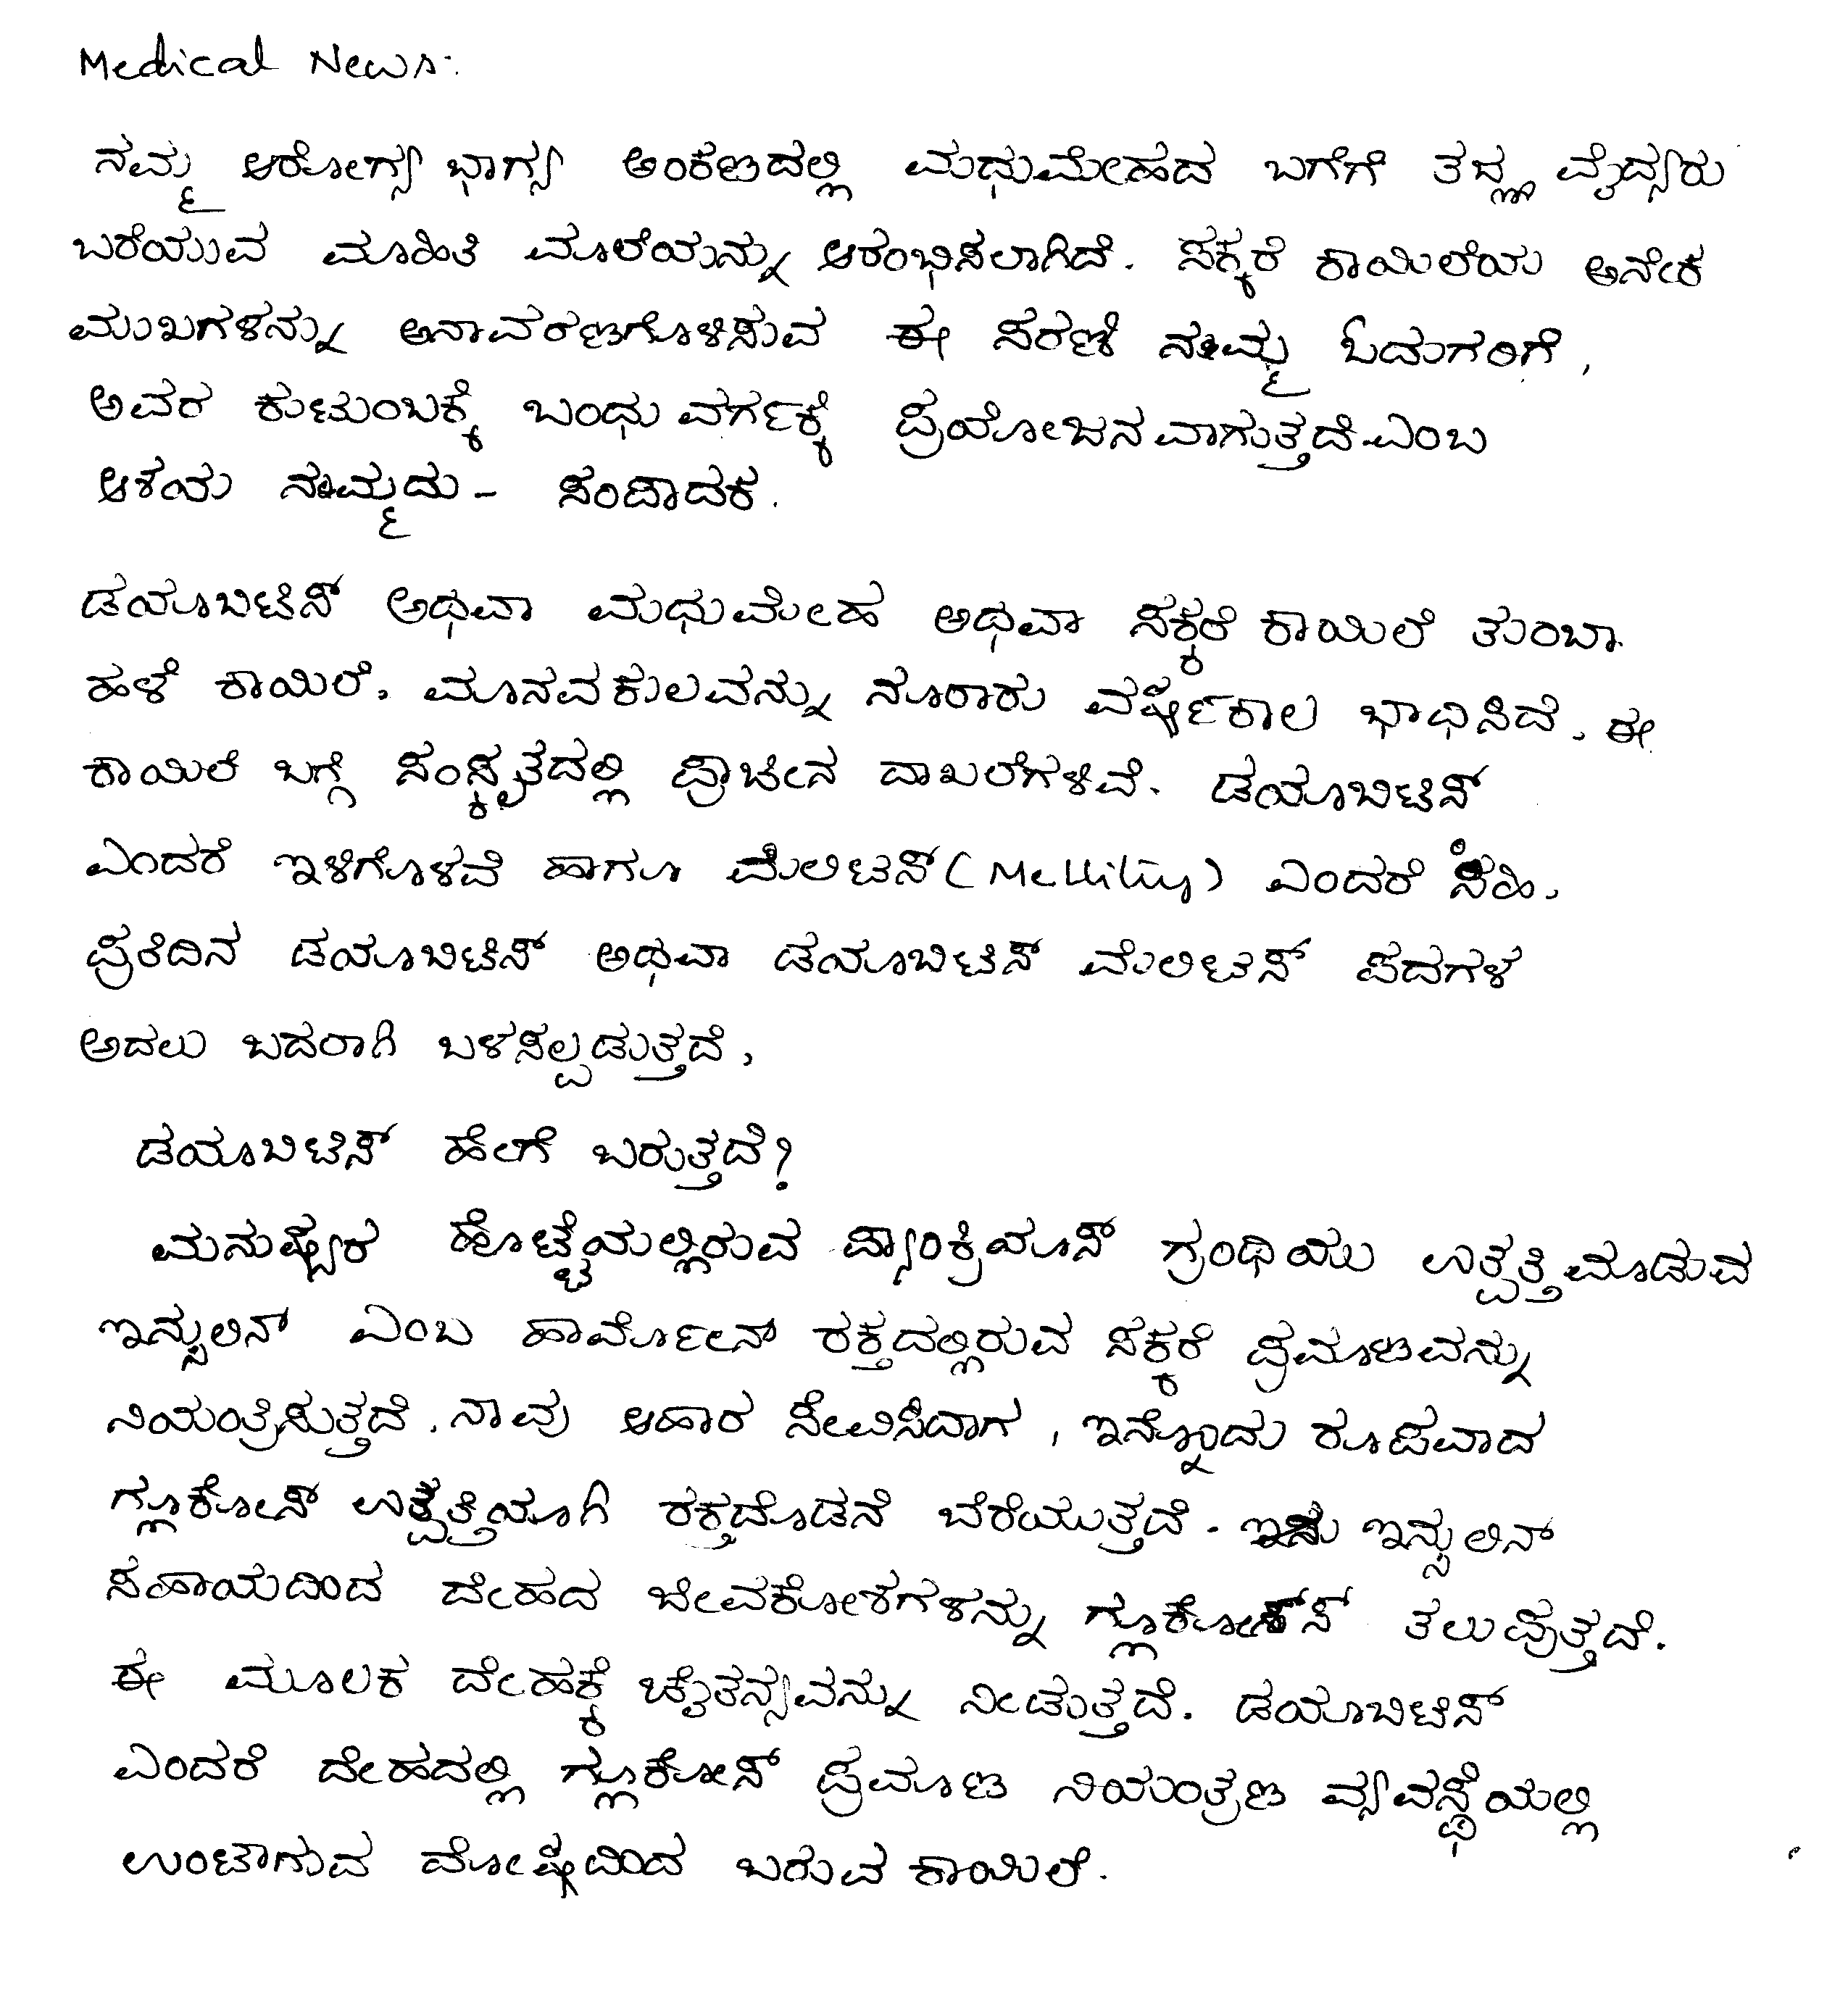 Medical News:
ನಮ್ಮ ಆರೋಗ್ಯ ಭಾಗ್ಯ ಅಂಕಣದಲ್ಲಿ ಮಧುಮೇಹದ ಬಗೆಗೆ ತಜ್ಞ ವೈದ್ಯರು
ಬರೆಯುವ ಮಾಹಿತಿ ಮಾಲೆಯನ್ನು ಆರಂಭಿಸಲಾಗಿದೆ. ಸಕ್ಕರೆ ಕಾಯಿಲೆಯ ಅನೇಕ
ಮುಖಗಳನ್ನು ಅನಾವರಣಗೊಳಿಸುವ ಈ ಸರಣಿ ನಮ್ಮ ಓದುಗರಿಗೆ,
ಅವರ ಕುಟುಂಬಕ್ಕೆ ಬಂಧು ವರ್ಗಕ್ಕೆ ಪ್ರಯೋಜನವಾಗುತ್ತದೆ ಎಂಬ
ಆಶಯ ನಮ್ಮದು - ಸಂಪಾದಕ.
ಡಯಾಬಿಟಿಸ್ ಅಥವಾ ಮಧುಮೇಹ ಅಥವಾ ಸಕ್ಕರೆ ಕಾಯಿಲೆ ತುಂಬಾ
ಹಳೆ ಕಾಯಿಲೆ. ಮಾನವಕುಲವನ್ನು ನೂರಾರು ವರ್ಷಕಾಲ ಭಾಧಿಸಿದೆ. ಈ
ಕಾಯಿಲೆ ಬಗ್ಗೆ ಸಂಸ್ಕೃತದಲ್ಲಿ ಪ್ರಾಚೀನ ದಾಖಲೆಗಳಿವೆ. ಡಯಾಬಿಟಿಸ್
ಎಂದರೆ ಇಳಿಗೊಳವೆ ಹಾಗೂ ಮೆಲಿಟಸ್ (Mellitus) ಎಂದರೆ ಸಿಹಿ.
ಪ್ರತಿದಿನ ಡಯಾಬಿಟಿಸ್ ಅಥವಾ ಡಯಾಬಿಟಿಸ್ ಮೆಲಿಟಸ್ ಪದಗಳ
ಅದಲು ಬದಲಾಗಿ ಬಳಸಲ್ಪಡುತ್ತದೆ,
ಡಯಾಬಿಟಿಸ್ ಹೇಗೆ ಬರುತ್ತದೆ?
ಮನುಷ್ಯರ ಹೊಟ್ಟೆಯಲ್ಲಿರುವ ಪ್ಯಾಂಕ್ರಿಯಾಸ್ ಗ್ರಂಥಿಯು ಉತ್ಪತ್ತಿಮಾಡುವ
ಇನ್ಸುಲಿನ್ ಎಂಬ ಹಾರ್ಮೋನ್ ರಕ್ತದಲ್ಲಿರುವ ಸಕ್ಕರೆ ಪ್ರಮಾಣವನ್ನು
ನಿಯಂತ್ರಿಸುತ್ತದೆ. ನಾವು ಆಹಾರ ಸೇವಿಸಿದಾಗ, ಇನ್ನೊಂದು ರೂಪವಾದ
ಗ್ಲೂಕೋಸ್ ಉತ್ಪತ್ತಿಯಾಗಿ ರಕ್ತದೊಡನೆ ಬೆರೆಯುತ್ತದೆ. ಇದು ಇನ್ಸುಲಿನ್
ಸಹಾಯದಿಂದ ದೇಹದ ಜೀವಕೋಶಗಳನ್ನು ಗ್ಲೂಕೋಸ್ ತಲುಪುತ್ತದೆ.
ಈ ಮೂಲಕ ದೇಹಕ್ಕೆ ಚೈತನ್ಯವನ್ನು ನೀಡುತ್ತದೆ. ಡಯಾಬಿಟಿಸ್
ಎಂದರೆ ದೇಹದಲ್ಲಿ ಗ್ಲೂಕೋಸ್ ಪ್ರಮಾಣ ನಿಯಂತ್ರಣ ವ್ಯವಸ್ಥೆಯಲ್ಲಿ
ಉಂಟಾಗುವ ದೋಷದಿಂದ ಬರುವ ಕಾಯಿಲೆ.